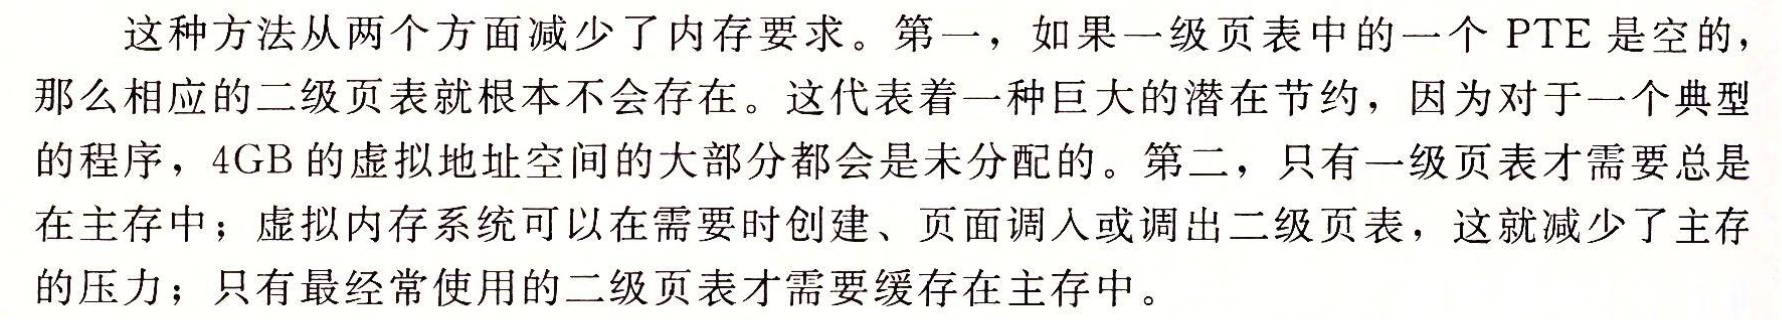 这种方法从两个方面减少了内存要求。第一，如果一级页表中的一个 PTE 是空的，
那么相应的二级页表就根本不会存在。这代表着一种巨大的潜在节约，因为对于一个典型
的程序，4GB 的虚拟地址空间的大部分都会是未分配的。第二，只有一级页表才需要总是
在主存中；虚拟内存系统可以在需要时创建、页面调入或调出二级页表，这就减少了主存
的压力；只有最经常使用的二级页表才需要缓存在主存中。